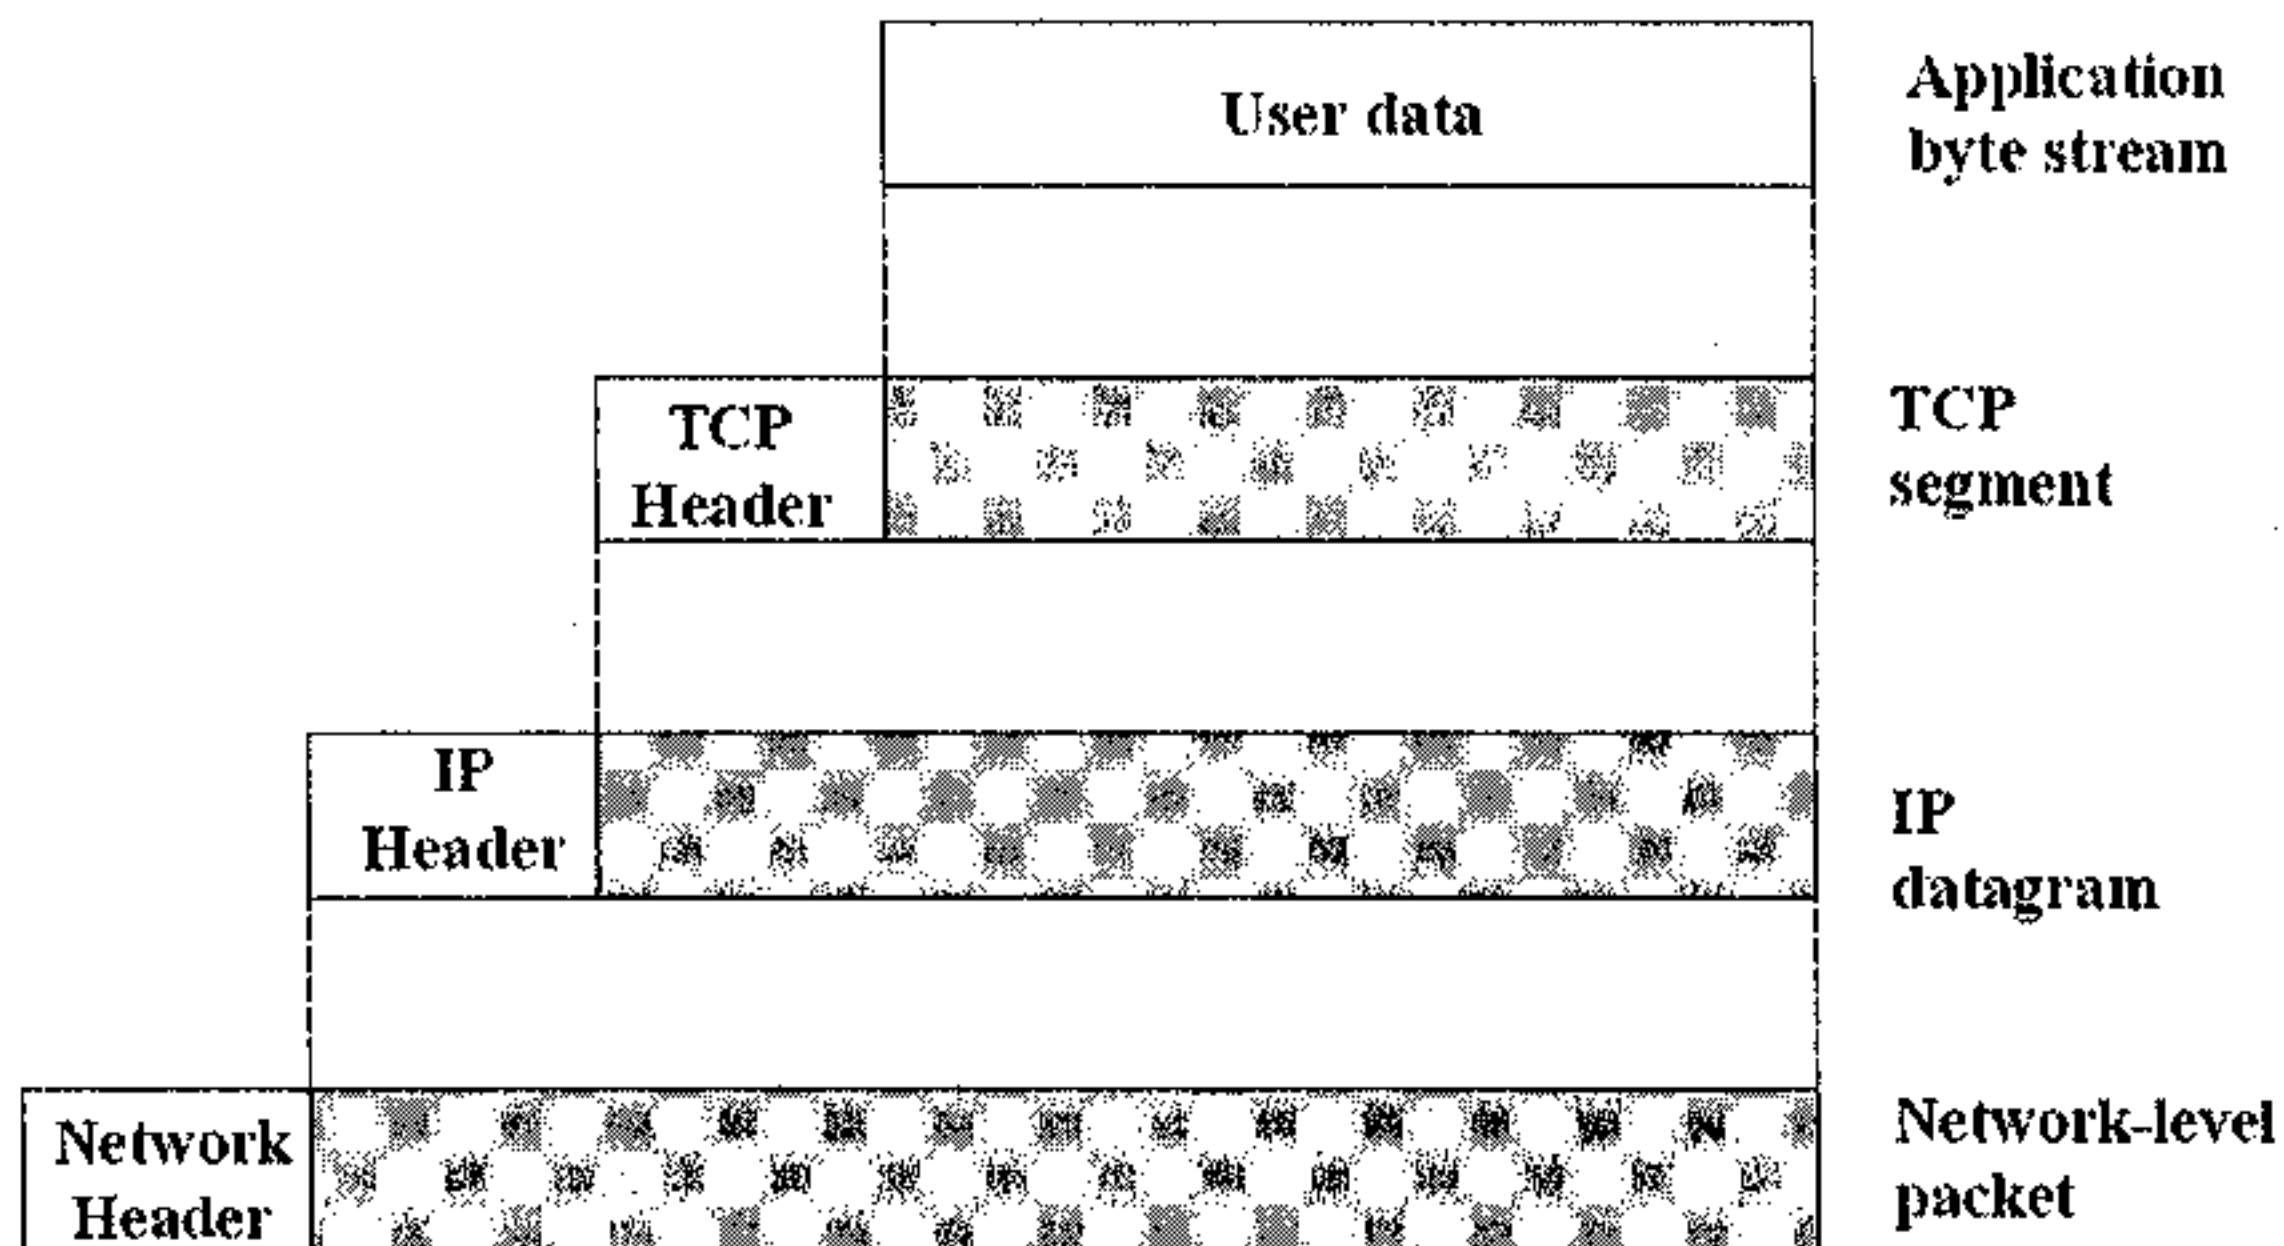 User data
Application
byte stream
TCP
Header
TCP
segment
IP
Header
IP
datagram
Network
Header
Network-level
packet